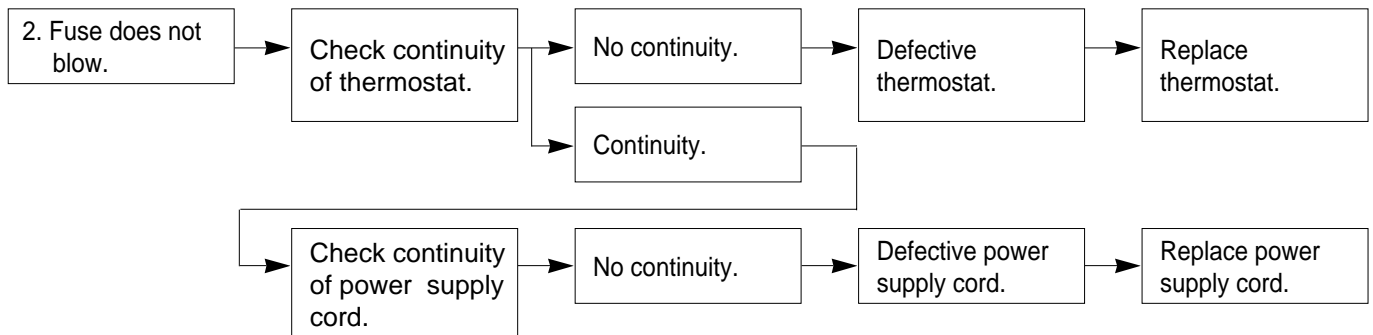 2. Fuse does not
blow.
Check continuity
of thermostat.
No continuity.
Defective
thermostat.
Replace
thermostat.
Continuity.
Check continuity
of power supply
cord.
No continuity.
Defective power
supply cord.
Replace power
supply cord.